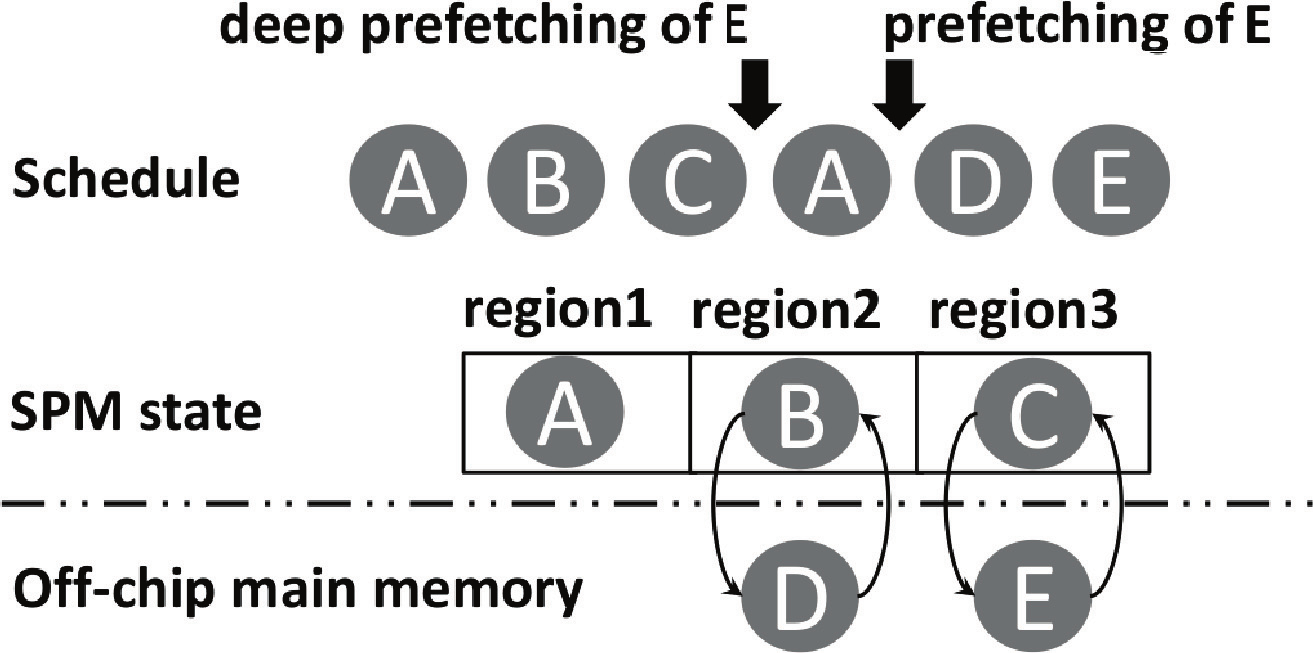 deep prefetching of E prefetching of E
Schedule A B C A D E
region1 region2 region3
SPM state A B C
Off-chip main memory D E